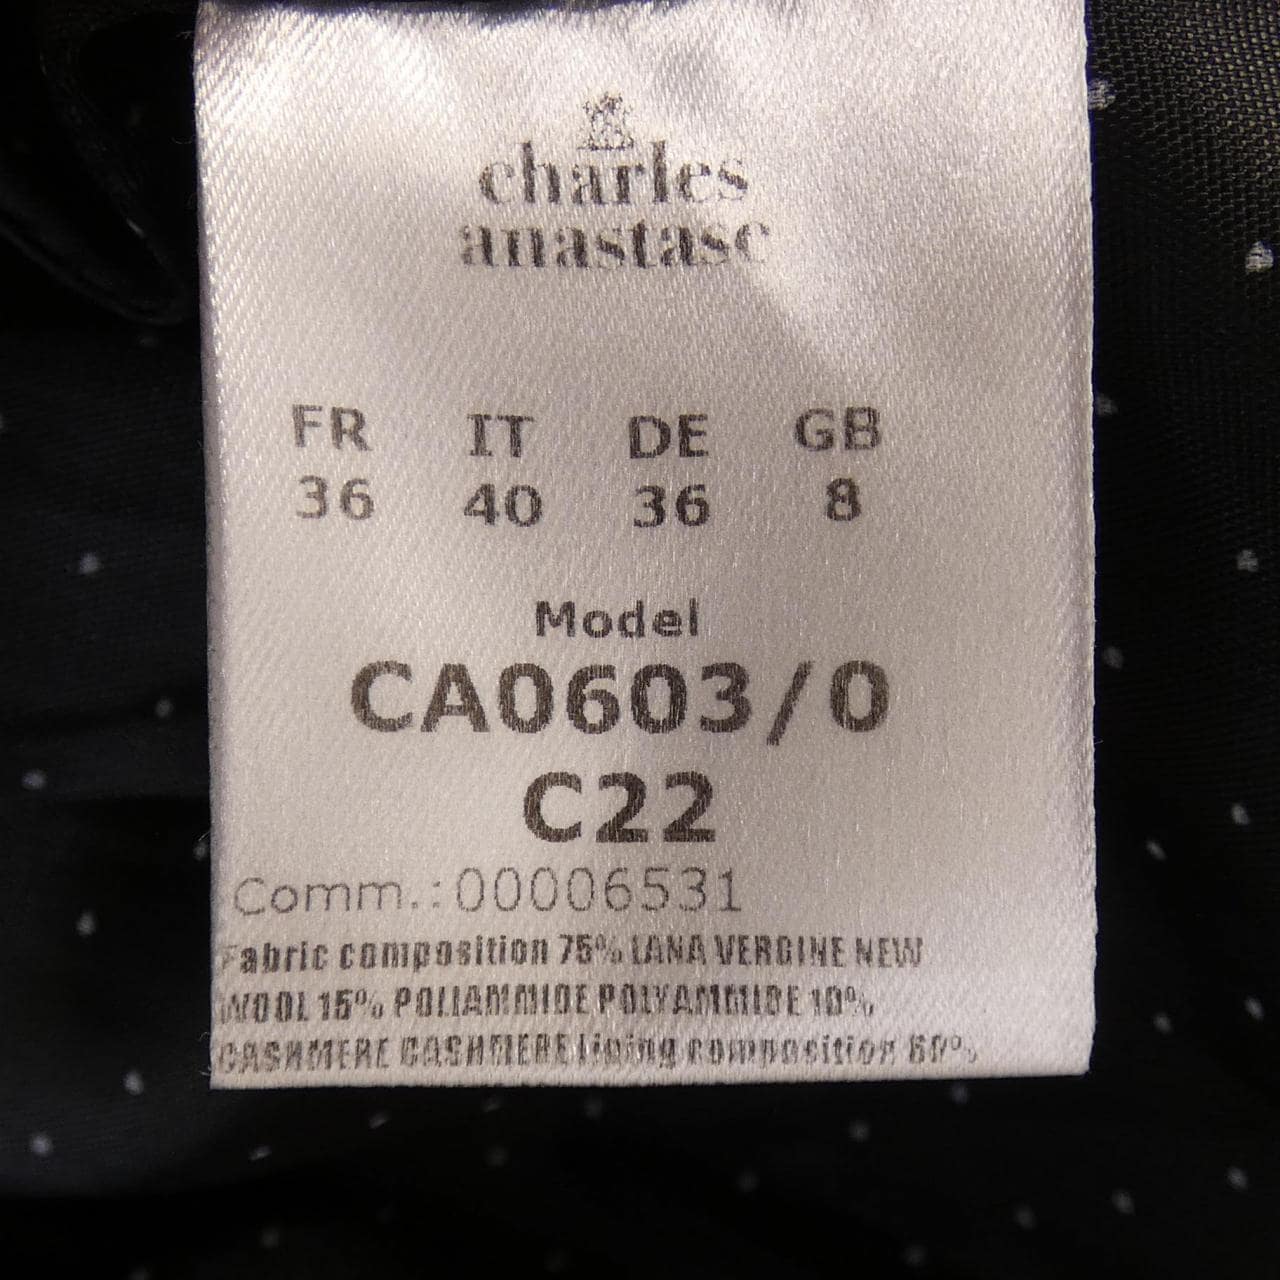 charles
anastase
FR IT DE GB
36 40 36 8
Model
CA0603/0
C22
Comm.:00006531
Fabric composition 75% LANA VERGINE NEW
WOOL 15% POLIAMMIDE POLYAMMIDE 10%
CASHMERE CASHMERE lining composition 60%